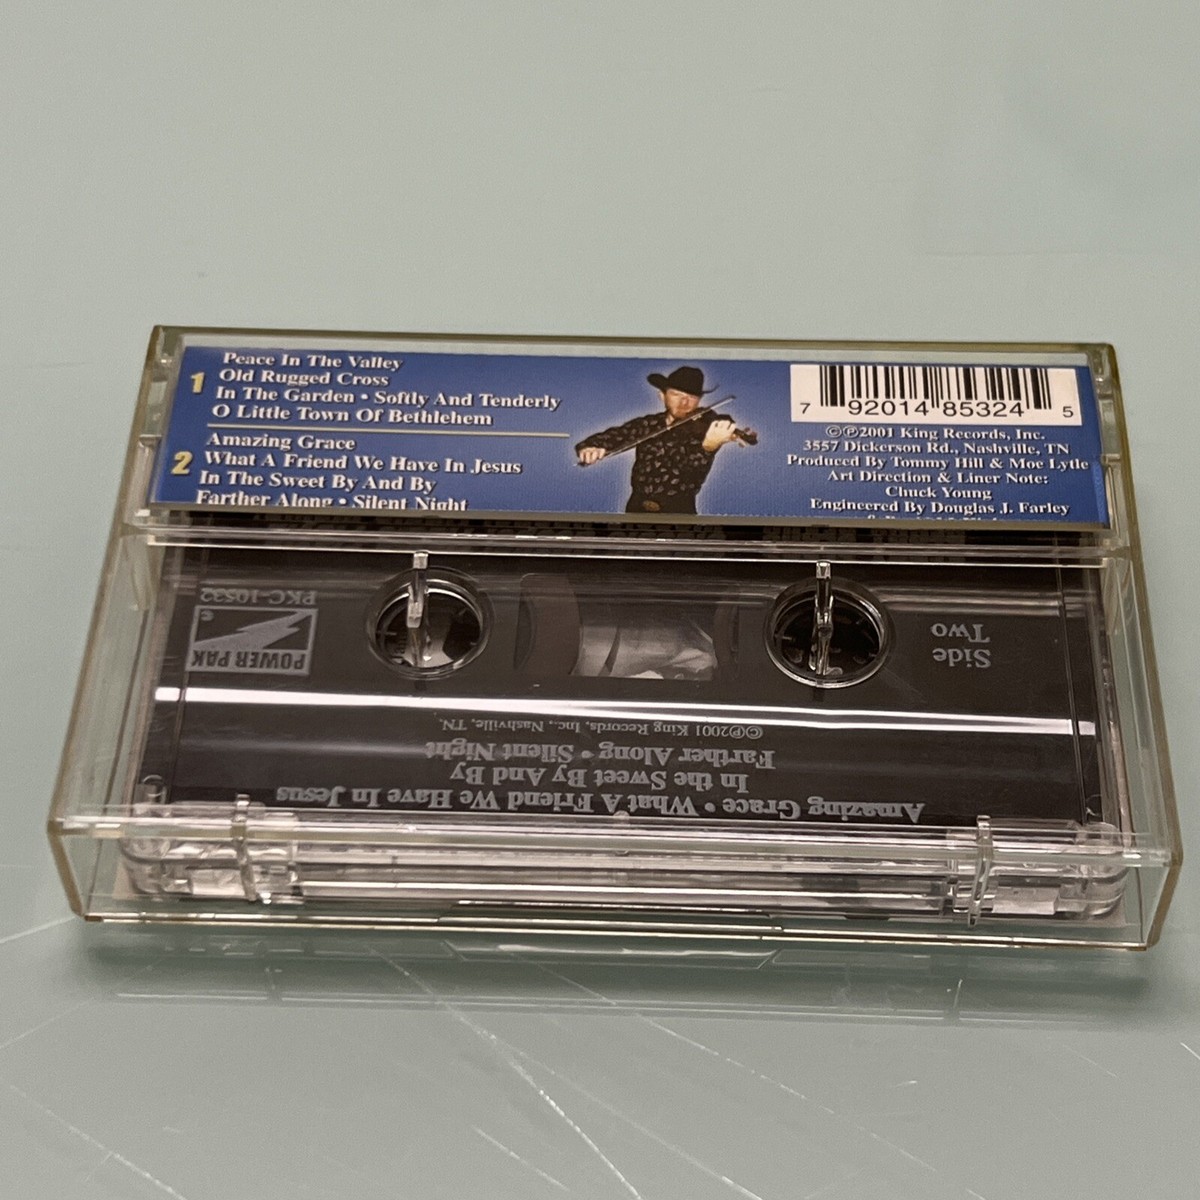 1
Peace In The Valley
Old Rugged Cross
In The Garden • Softly And Tenderly
O Little Town Of Bethlehem
2
Amazing Grace
What A Friend We Have In Jesus
In The Sweet By And By
Farther Along • Silent Night
7 92014 85324 5
©℗2001 King Records, Inc.
3557 Dickerson Rd., Nashville, TN
Produced By Tommy Hill & Moe Lytle
Art Direction & Liner Note:
Chuck Young
Engineered By Douglas J. Farley
Amazing Grace • What A Friend We Have In Jesus
In the Sweet By And By
Farther Along • Silent Night
©℗2001 King Records, Inc., Nashville, TN.
Side
Two
POWER PAK
PKC-10532